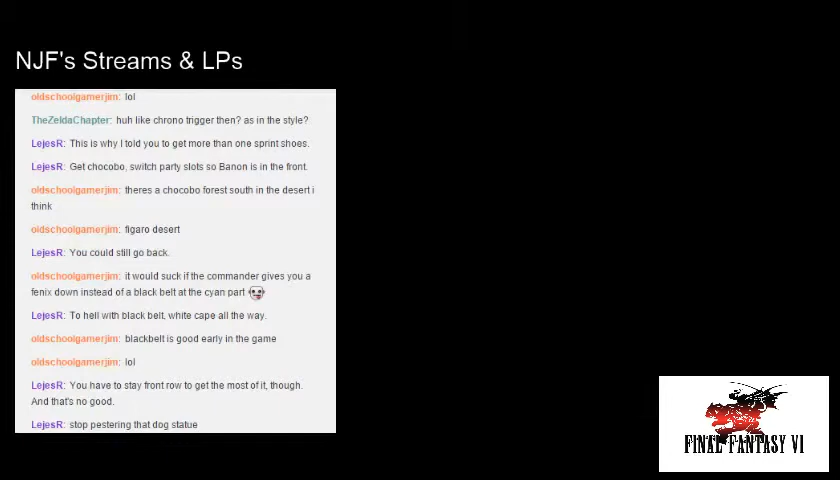 NJF's Streams & LPs
oldschoolgamerjim: lol
TheZeldaChapter: huh like chrono trigger then? as in the style?
LejesR: This is why I told you to get more than one sprint shoes.
LejesR: Get chocobo, switch party slots so Banon is in the front.
oldschoolgamerjim: theres a chocobo forest south in the desert i
think
oldschoolgamerjim: figaro desert
LejesR: You could still go back.
oldschoolgamerjim: it would suck if the commander gives you a
fenix down instead of a black belt at the cyan part
LejesR: To hell with black belt, white cape all the way.
oldschoolgamerjim: blackbelt is good early in the game
oldschoolgamerjim: lol
LejesR: You have to stay front row to get the most of it, though.
And that's no good.
LejesR: stop pestering that dog statue
FINAL FANTASY VI